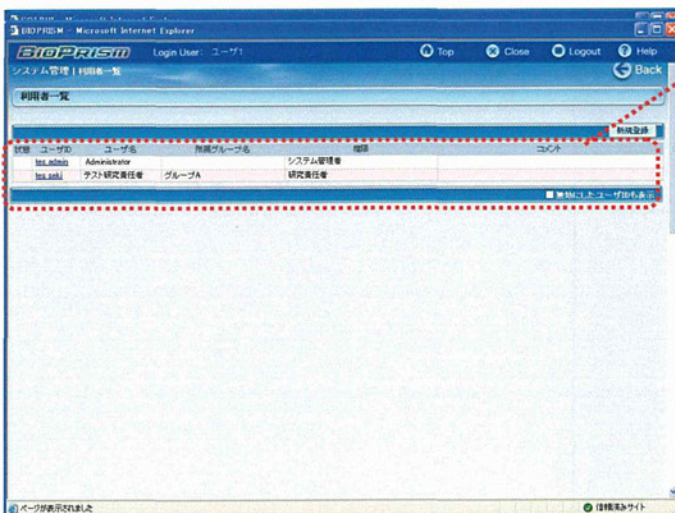 BIOPRISM - Microsoft Internet Explorer
BIOPRISM Login User: ユーザ1 Top Close Logout Help
システム管理 | 利用者一覧 Back
利用者一覧
新規登録
状態 ユーザID ユーザ名 所属グループ名 権限 コメント
tes_admin Administrator システム管理者
tes_seki テスト研究責任者 グループA 研究責任者
無効にしたユーザIDも表示
ページが表示されました 信頼済みサイト